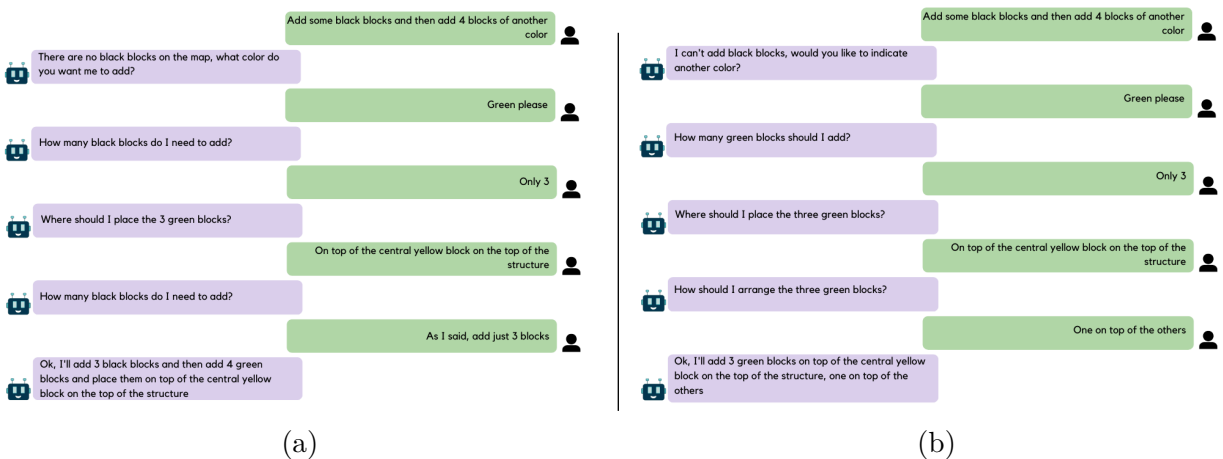 Add some black blocks and then add 4 blocks of another
color
There are no black blocks on the map, what color do
you want me to add?
Green please
How many black blocks do I need to add?
Only 3
Where should I place the 3 green blocks?
On top of the central yellow block on the top of the
structure
How many black blocks do I need to add?
As I said, add just 3 blocks
Ok, I'll add 3 black blocks and then add 4 green
blocks and place them on top of the central yellow
block on the top of the structure
(a)
Add some black blocks and then add 4 blocks of another
color
I can't add black blocks, would you like to indicate
another color?
Green please
How many green blocks should I add?
Only 3
Where should I place the three green blocks?
On top of the central yellow block on the top of the
structure
How should I arrange the three green blocks?
One on top of the others
Ok, I'll add 3 green blocks on top of the central yellow
block on the top of the structure, one on top of the
others
(b)